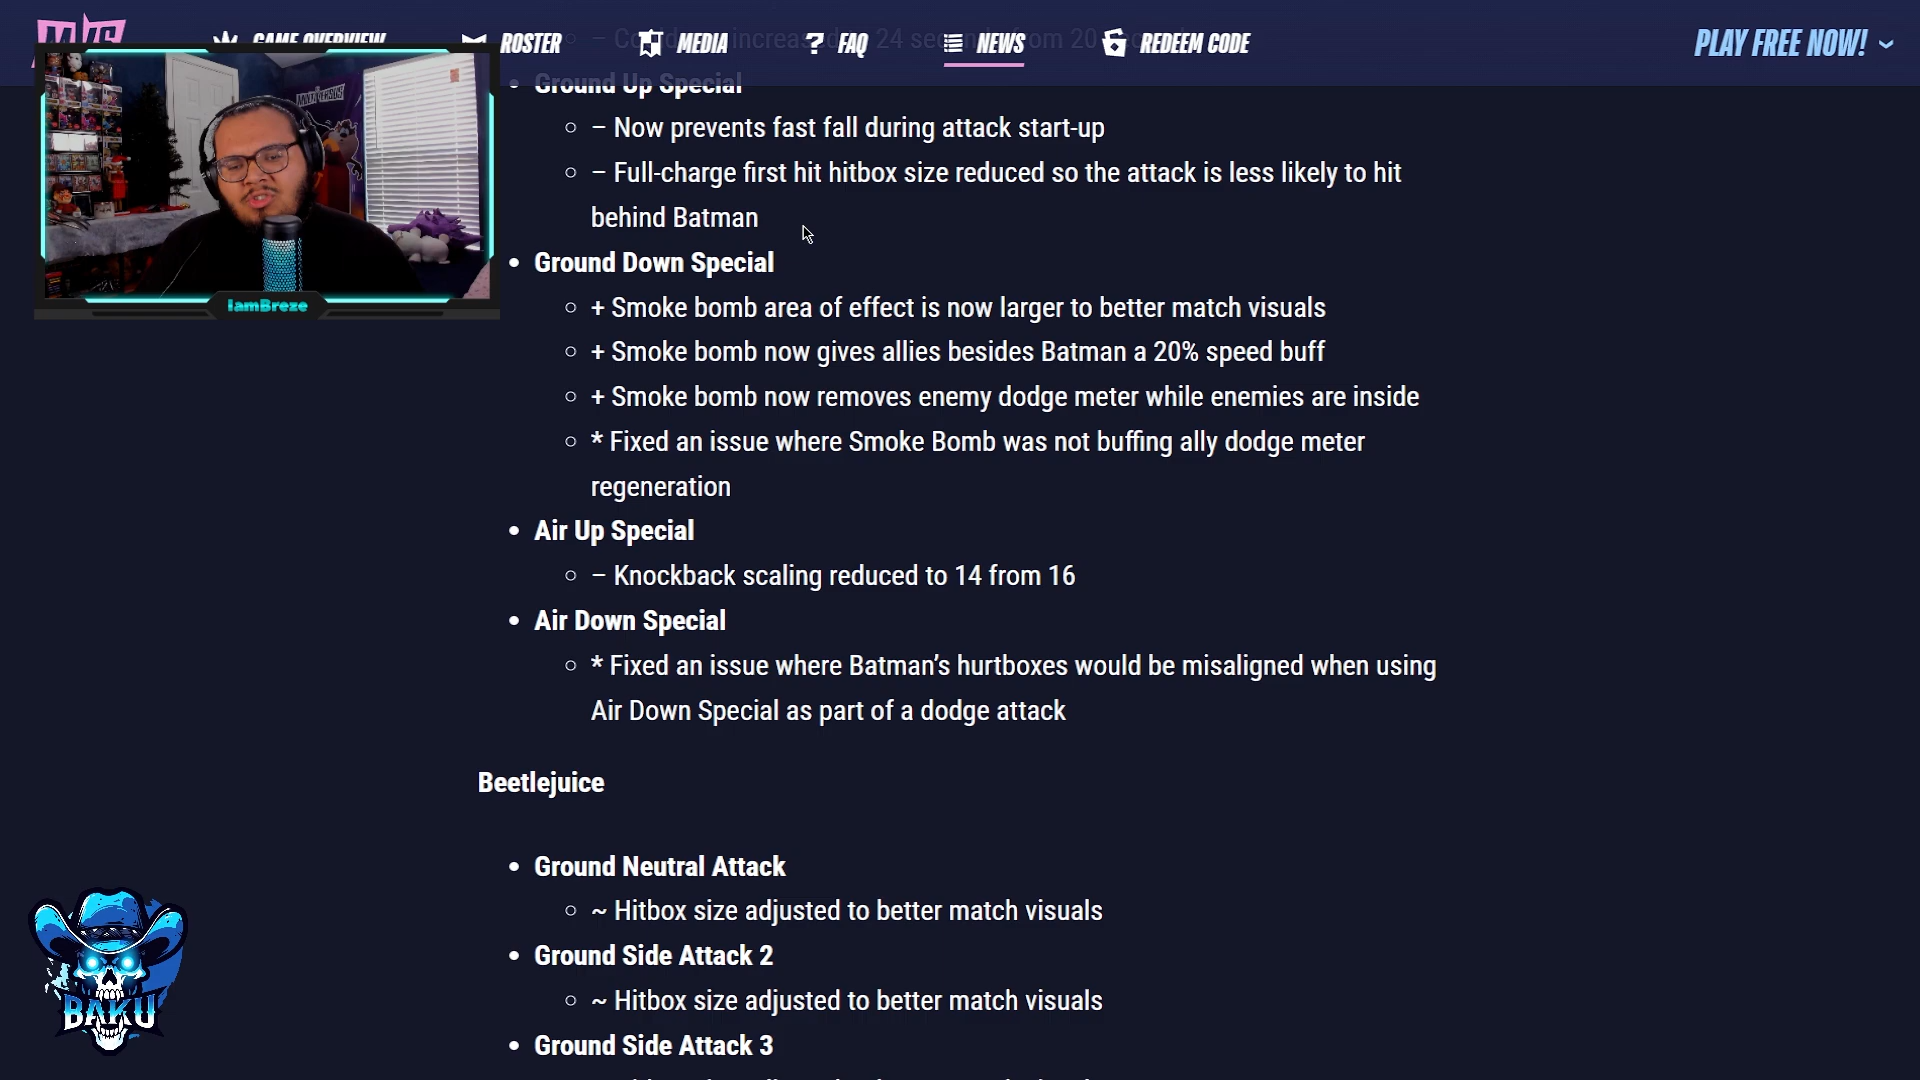 MVS
GAME OVERVIEW
ROSTER
MEDIA
? FAQ
NEWS
REDEEM CODE
PLAY FREE NOW!
IamBreze
• Ground Up Special
– Now prevents fast fall during attack start-up
– Full-charge first hit hitbox size reduced so the attack is less likely to hit
behind Batman
• Ground Down Special
+ Smoke bomb area of effect is now larger to better match visuals
+ Smoke bomb now gives allies besides Batman a 20% speed buff
+ Smoke bomb now removes enemy dodge meter while enemies are inside
* Fixed an issue where Smoke Bomb was not buffing ally dodge meter
regeneration
• Air Up Special
– Knockback scaling reduced to 14 from 16
• Air Down Special
* Fixed an issue where Batman’s hurtboxes would be misaligned when using
Air Down Special as part of a dodge attack
Beetlejuice
• Ground Neutral Attack
~ Hitbox size adjusted to better match visuals
• Ground Side Attack 2
~ Hitbox size adjusted to better match visuals
• Ground Side Attack 3
BAKU